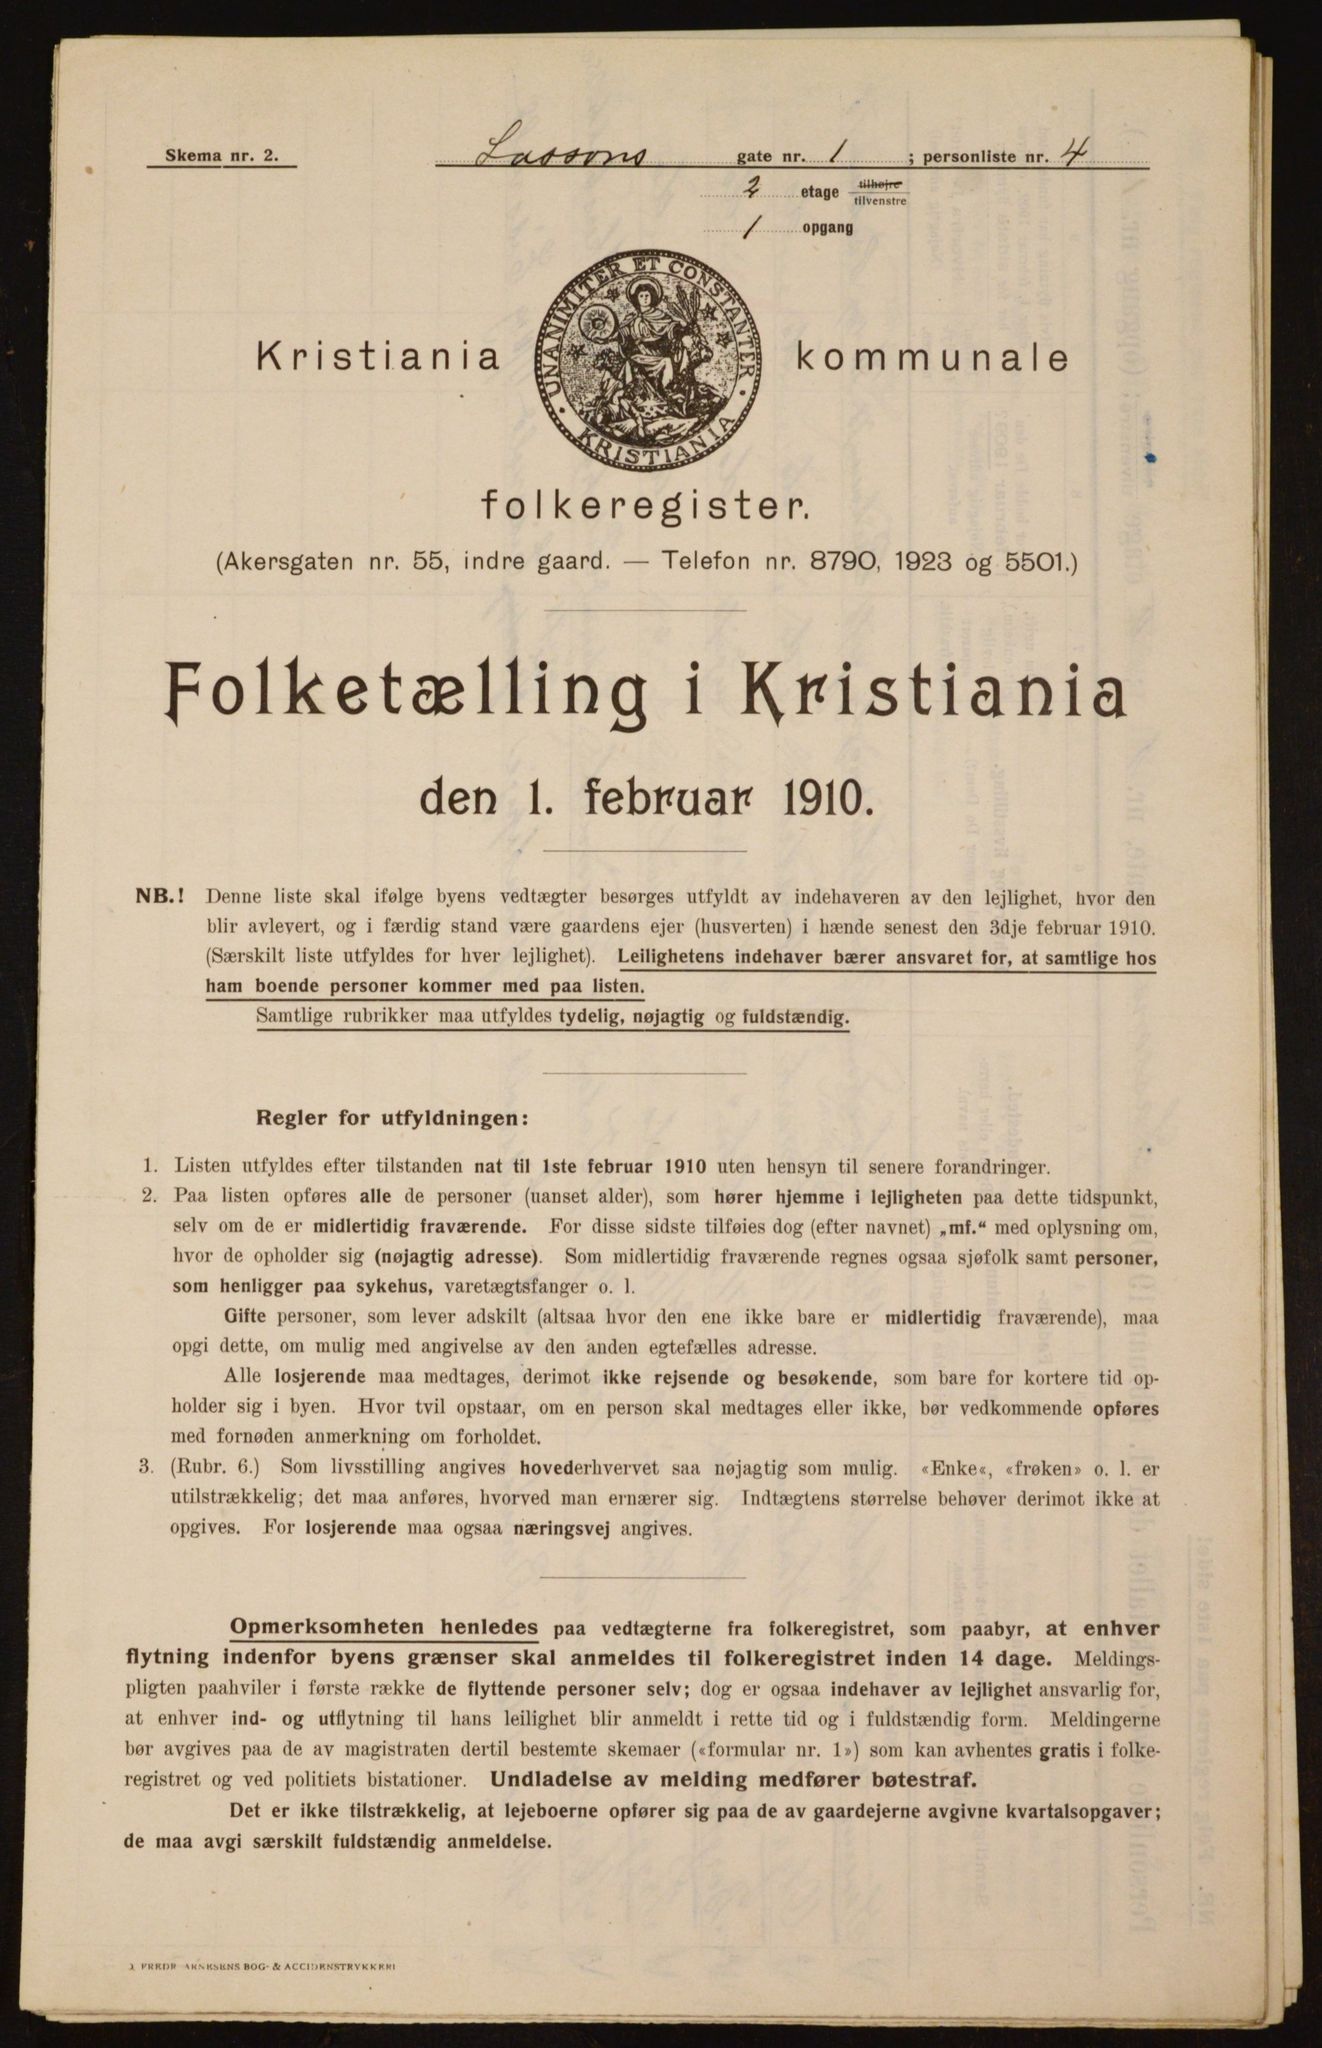 Skema nr. 2. Lassons gate nr. 1 ; personliste nr. 4
2 etage tilhøjre tilvenstre
1 opgang
UNANIMITER ET CONSTANTER · KRISTIANIA ·
Kristiania kommunale
folkeregister.
(Akersgaten nr. 55, indre gaard. — Telefon nr. 8790, 1923 og 5501.)
Folketælling i Kristiania
den 1. februar 1910.
NB.! Denne liste skal ifølge byens vedtægter besørges utfyldt av indehaveren av den lejlighet, hvor den
blir avlevert, og i færdig stand være gaardens ejer (husverten) i hænde senest den 3dje februar 1910.
(Særskilt liste utfyldes for hver lejlighet). Leilighetens indehaver bærer ansvaret for, at samtlige hos
ham boende personer kommer med paa listen.
Samtlige rubrikker maa utfyldes tydelig, nøjagtig og fuldstændig.
Regler for utfyldningen:
1. Listen utfyldes efter tilstanden nat til 1ste februar 1910 uten hensyn til senere forandringer.
2. Paa listen opføres alle de personer (uanset alder), som hører hjemme i lejligheten paa dette tidspunkt,
selv om de er midlertidig fraværende. For disse sidste tilføies dog (efter navnet) „mf.“ med oplysning om,
hvor de opholder sig (nøjagtig adresse). Som midlertidig fraværende regnes ogsaa sjøfolk samt personer,
som henligger paa sykehus, varetægtsfanger o. l.
Gifte personer, som lever adskilt (altsaa hvor den ene ikke bare er midlertidig fraværende), maa
opgi dette, om mulig med angivelse av den anden egtefælles adresse.
Alle losjerende maa medtages, derimot ikke rejsende og besøkende, som bare for kortere tid op-
holder sig i byen. Hvor tvil opstaar, om en person skal medtages eller ikke, bør vedkommende opføres
med fornøden anmerkning om forholdet.
3. (Rubr. 6.) Som livsstilling angives hovederhvervet saa nøjagtig som mulig. «Enke«, «frøken» o. l. er
utilstrækkelig; det maa anføres, hvorved man ernærer sig. Indtægtens størrelse behøver derimot ikke at
opgives. For losjerende maa ogsaa næringsvej angives.
Opmerksomheten henledes paa vedtægterne fra folkeregistret, som paabyr, at enhver
flytning indenfor byens grænser skal anmeldes til folkeregistret inden 14 dage. Meldings-
pligten paahviler i første række de flyttende personer selv; dog er ogsaa indehaver av lejlighet ansvarlig for,
at enhver ind- og utflytning til hans leilighet blir anmeldt i rette tid og i fuldstændig form. Meldingerne
bør avgives paa de av magistraten dertil bestemte skemaer («formular nr. 1») som kan avhentes gratis i folke-
registret og ved politiets bistationer. Undladelse av melding medfører bøtestraf.
Det er ikke tilstrækkelig, at lejeboerne opfører sig paa de av gaardejerne avgivne kvartalsopgaver;
de maa avgi særskilt fuldstændig anmeldelse.
J. FREDR ARNESENS BOG- & ACCIDENSTRYKKERI